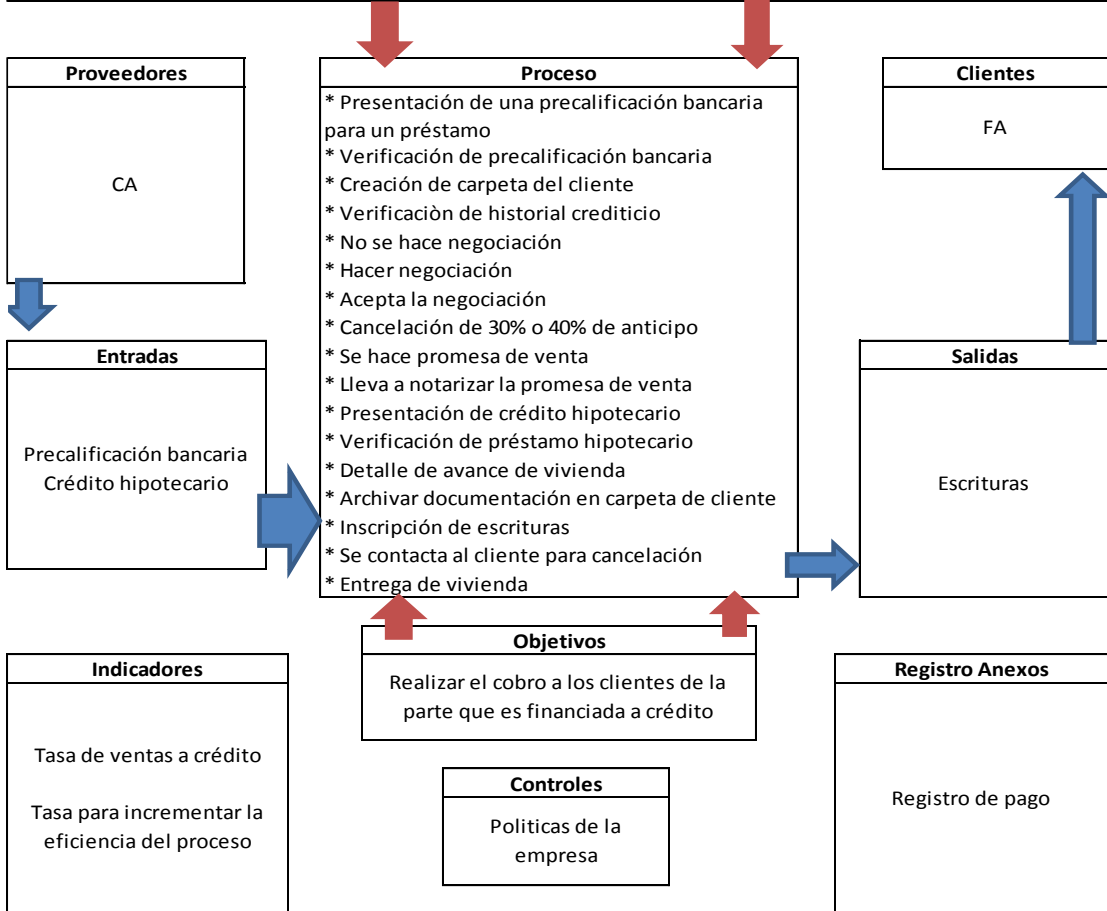 Proveedores
CA
Proceso
* Presentación de una precalificación bancaria
para un préstamo
* Verificación de precalificación bancaria
* Creación de carpeta del cliente
* Verificaciòn de historial crediticio
* No se hace negociación
* Hacer negociación
* Acepta la negociación
* Cancelación de 30% o 40% de anticipo
* Se hace promesa de venta
* Lleva a notarizar la promesa de venta
* Presentación de crédito hipotecario
* Verificación de préstamo hipotecario
* Detalle de avance de vivienda
* Archivar documentación en carpeta de cliente
* Inscripción de escrituras
* Se contacta al cliente para cancelación
* Entrega de vivienda
Clientes
FA
Entradas
Precalificación bancaria
Crédito hipotecario
Salidas
Escrituras
Objetivos
Realizar el cobro a los clientes de la
parte que es financiada a crédito
Indicadores
Tasa de ventas a crédito
Tasa para incrementar la
eficiencia del proceso
Controles
Politicas de la
empresa
Registro Anexos
Registro de pago